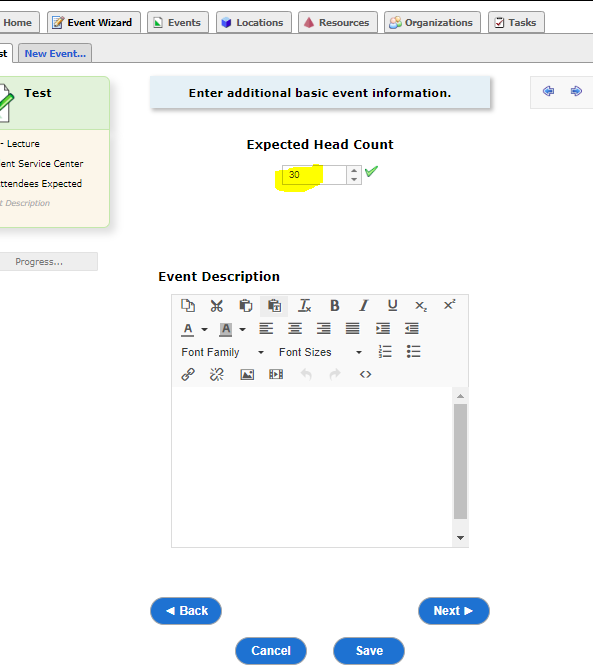 Home Event Wizard Events Locations Resources Organizations Tasks
st New Event...
Test
Enter additional basic event information.
- Lecture
ent Service Center
ttendees Expected
t Description
Progress...
Expected Head Count
30
Event Description
B I U x₂ x²
A A
Font Family Font Sizes
Back Next
Cancel Save